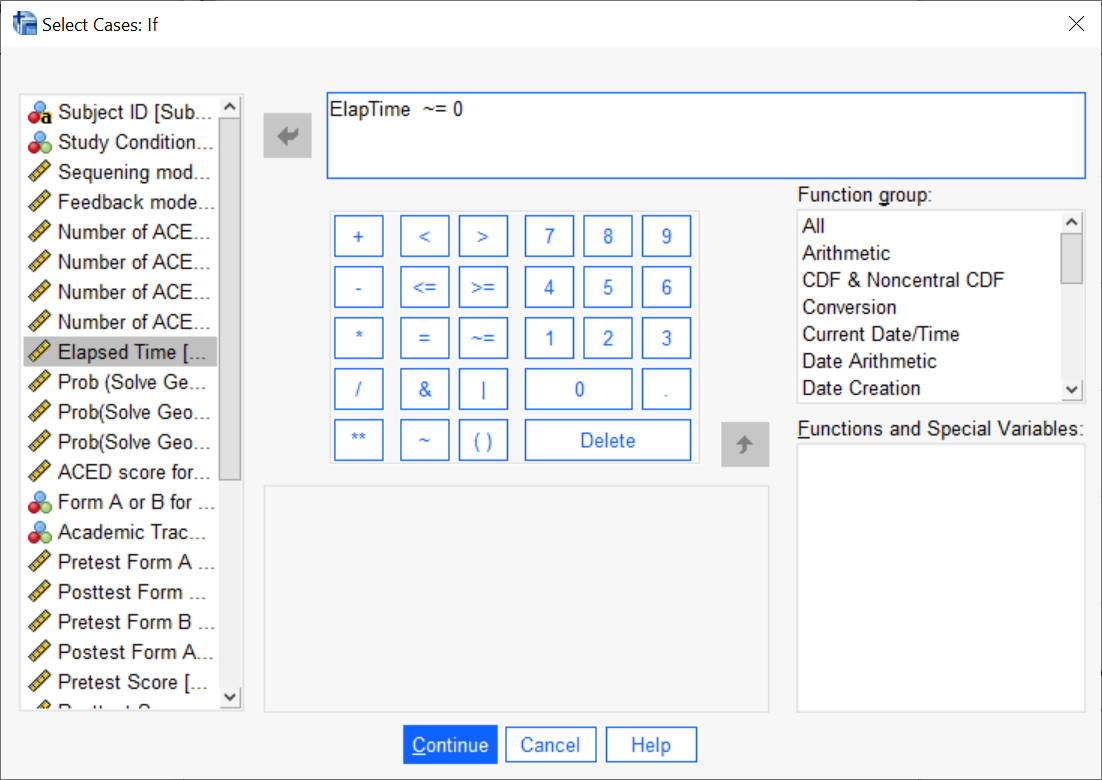 Select Cases: If
Subject ID [Sub...
Study Condition...
Sequening mod...
Feedback mode...
Number of ACE...
Number of ACE...
Number of ACE...
Number of ACE...
Elapsed Time [...
Prob (Solve Ge...
Prob(Solve Geo...
Prob(Solve Geo...
ACED score for...
Form A or B for ...
Academic Trac...
Pretest Form A ...
Posttest Form ...
Pretest Form B ...
Postest Form A...
Pretest Score [...
ElapTime ~= 0
+ < > 7 8 9
- <= >= 4 5 6
* = ~= 1 2 3
/ & | 0 .
** ~ ( ) Delete
Function group:
All
Arithmetic
CDF & Noncentral CDF
Conversion
Current Date/Time
Date Arithmetic
Date Creation
Functions and Special Variables:
Continue Cancel Help